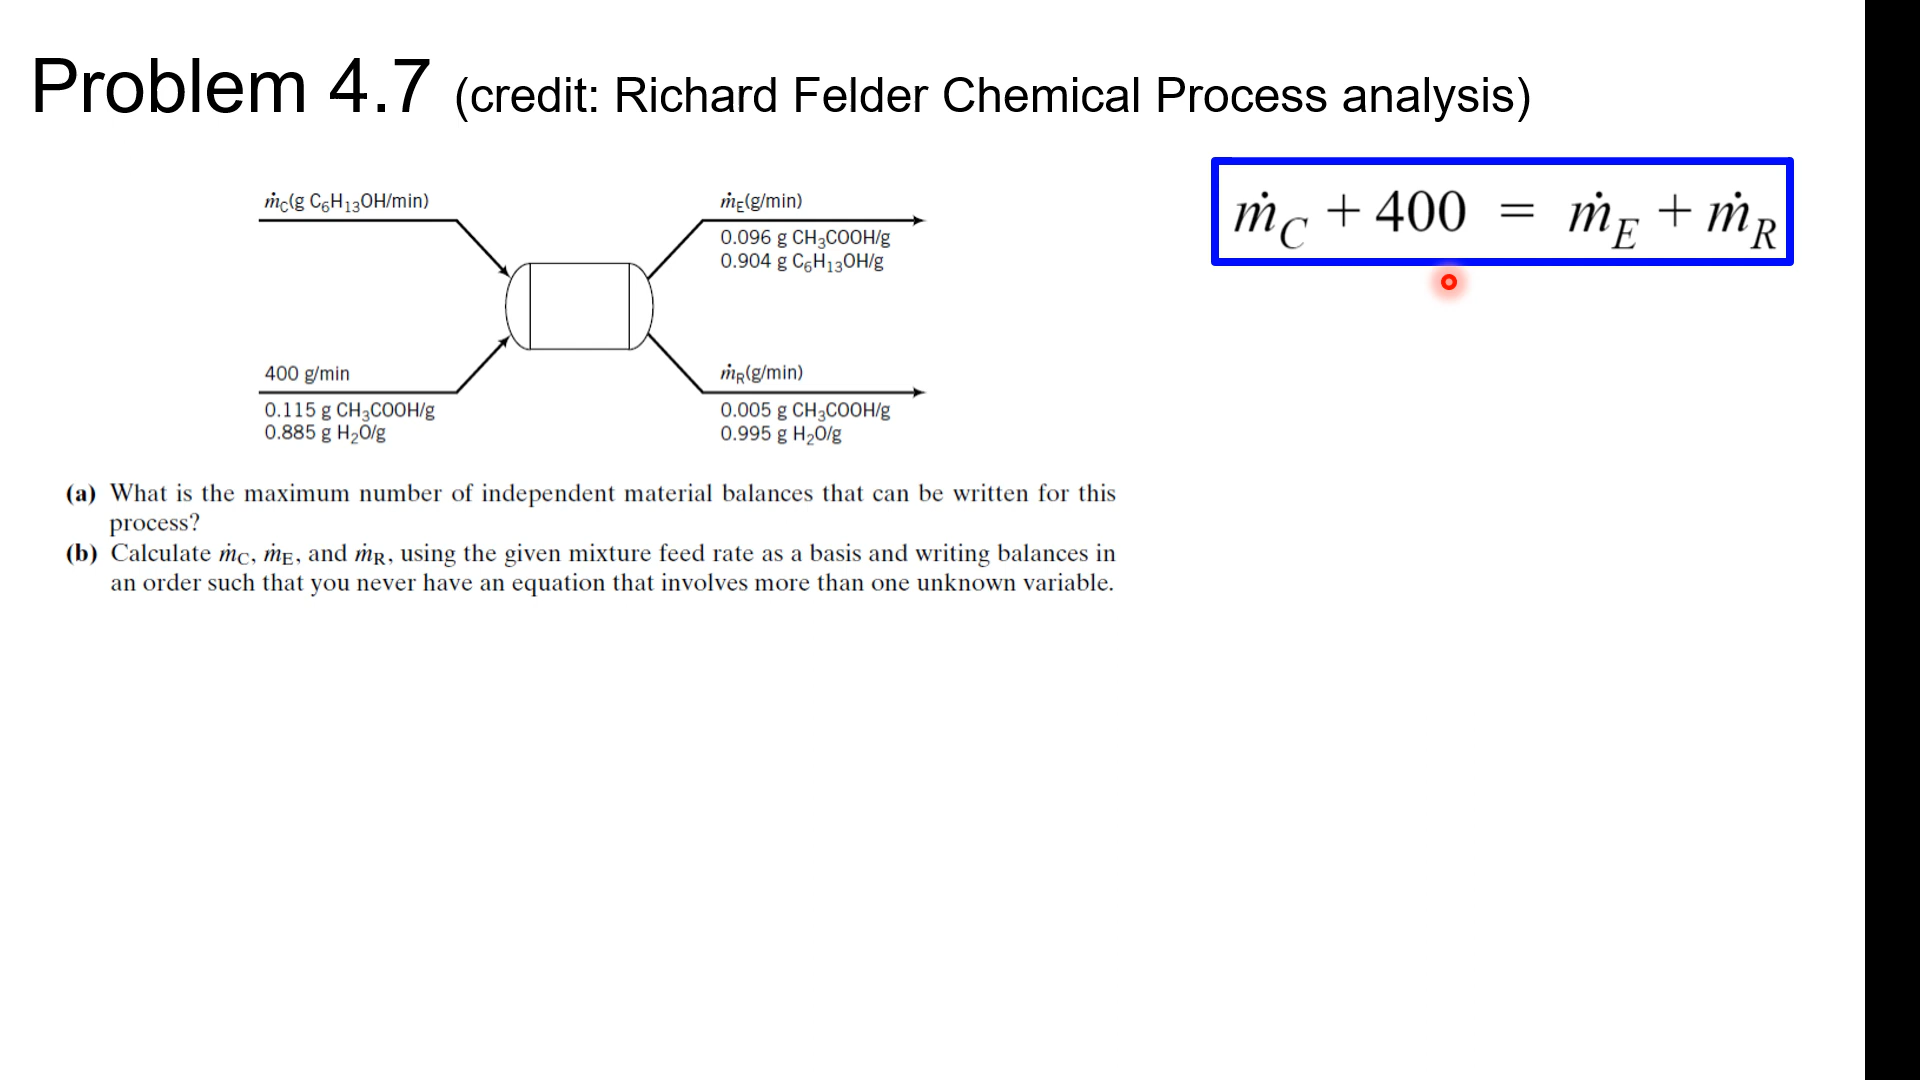 Problem 4.7 (credit: Richard Felder Chemical Process analysis)
ṁC(g C₆H₁₃OH/min)
ṁE(g/min)
0.096 g CH₃COOH/g
0.904 g C₆H₁₃OH/g
ṁC + 400 = ṁE + ṁR
400 g/min
0.115 g CH₃COOH/g
0.885 g H₂O/g
ṁR(g/min)
0.005 g CH₃COOH/g
0.995 g H₂O/g
(a) What is the maximum number of independent material balances that can be written for this
process?
(b) Calculate ṁC, ṁE, and ṁR, using the given mixture feed rate as a basis and writing balances in
an order such that you never have an equation that involves more than one unknown variable.